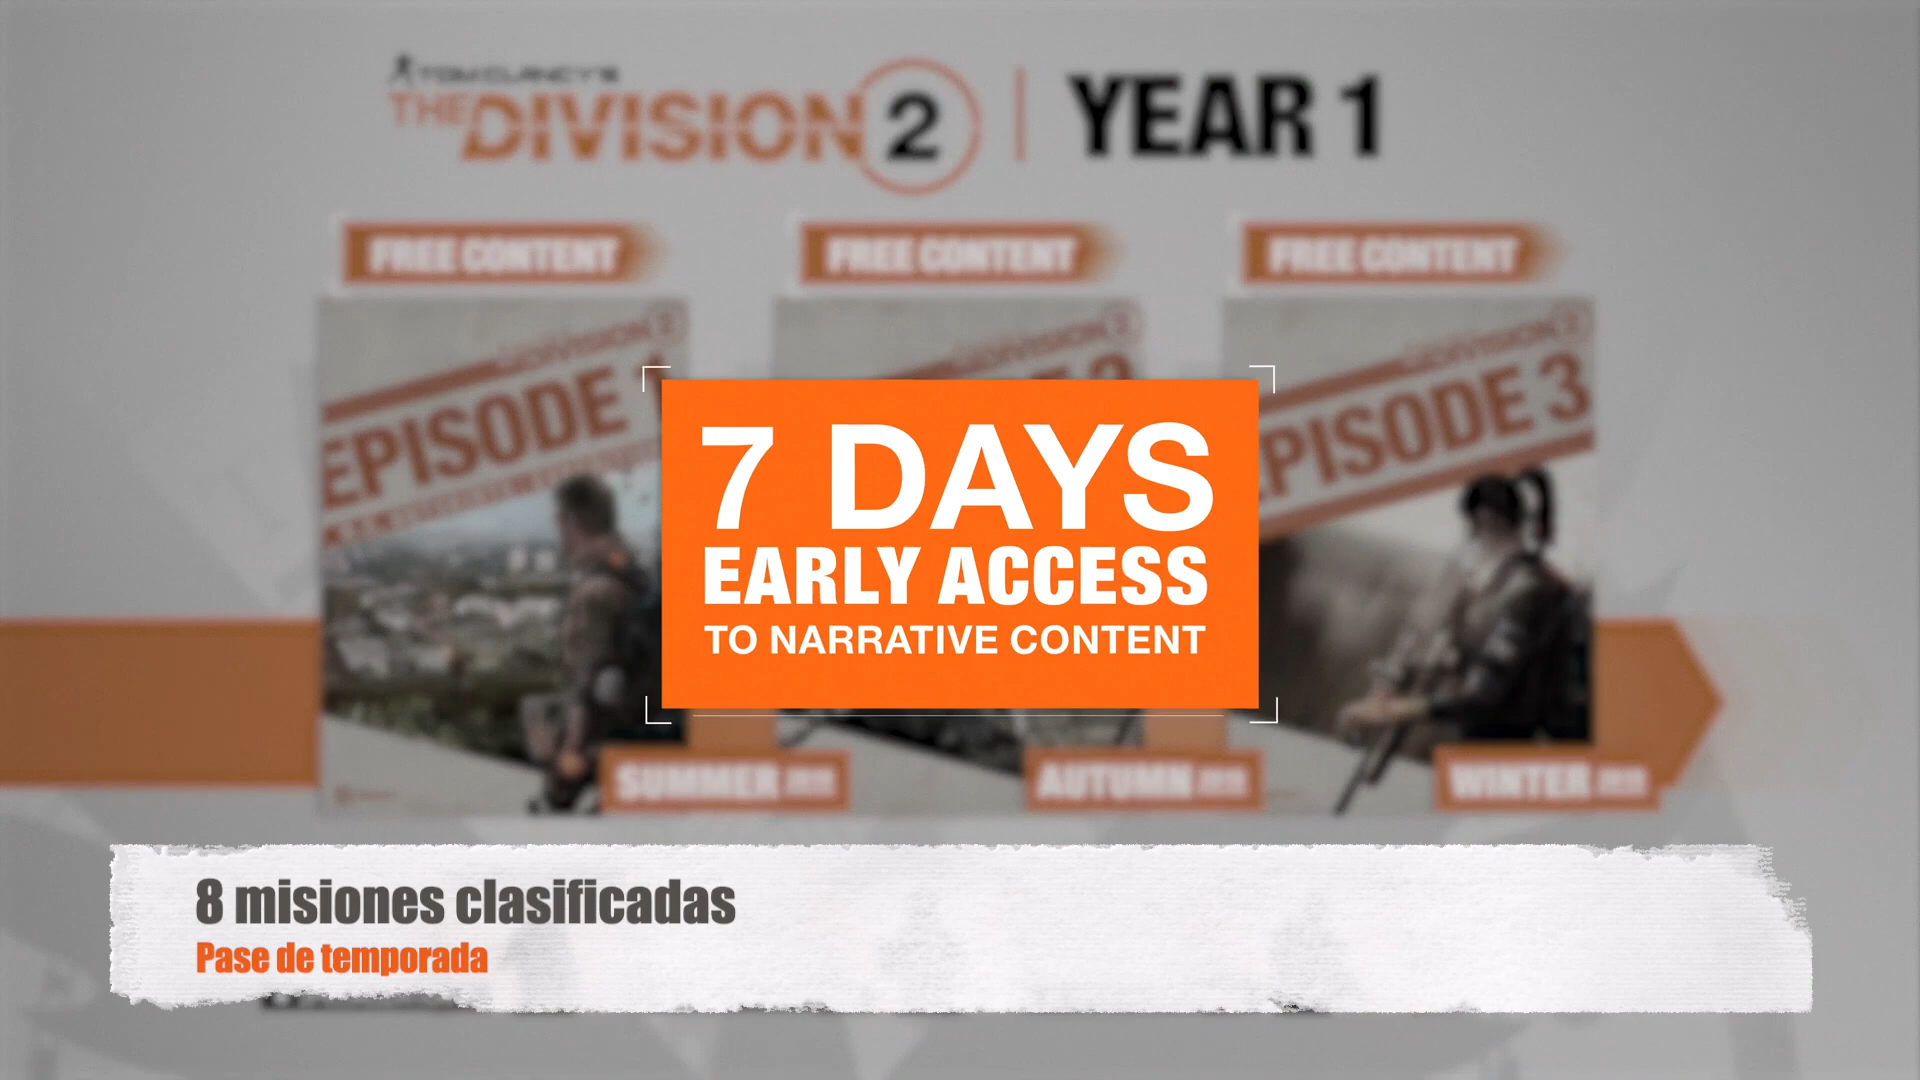 TOM CLANCY'S
THE DIVISION 2 | YEAR 1
FREE CONTENT FREE CONTENT FREE CONTENT
EPISODE 1
EPISODE 3
7 DAYS
EARLY ACCESS
TO NARRATIVE CONTENT
SUMMER AUTUMN WINTER
8 misiones clasificadas
Pase de temporada